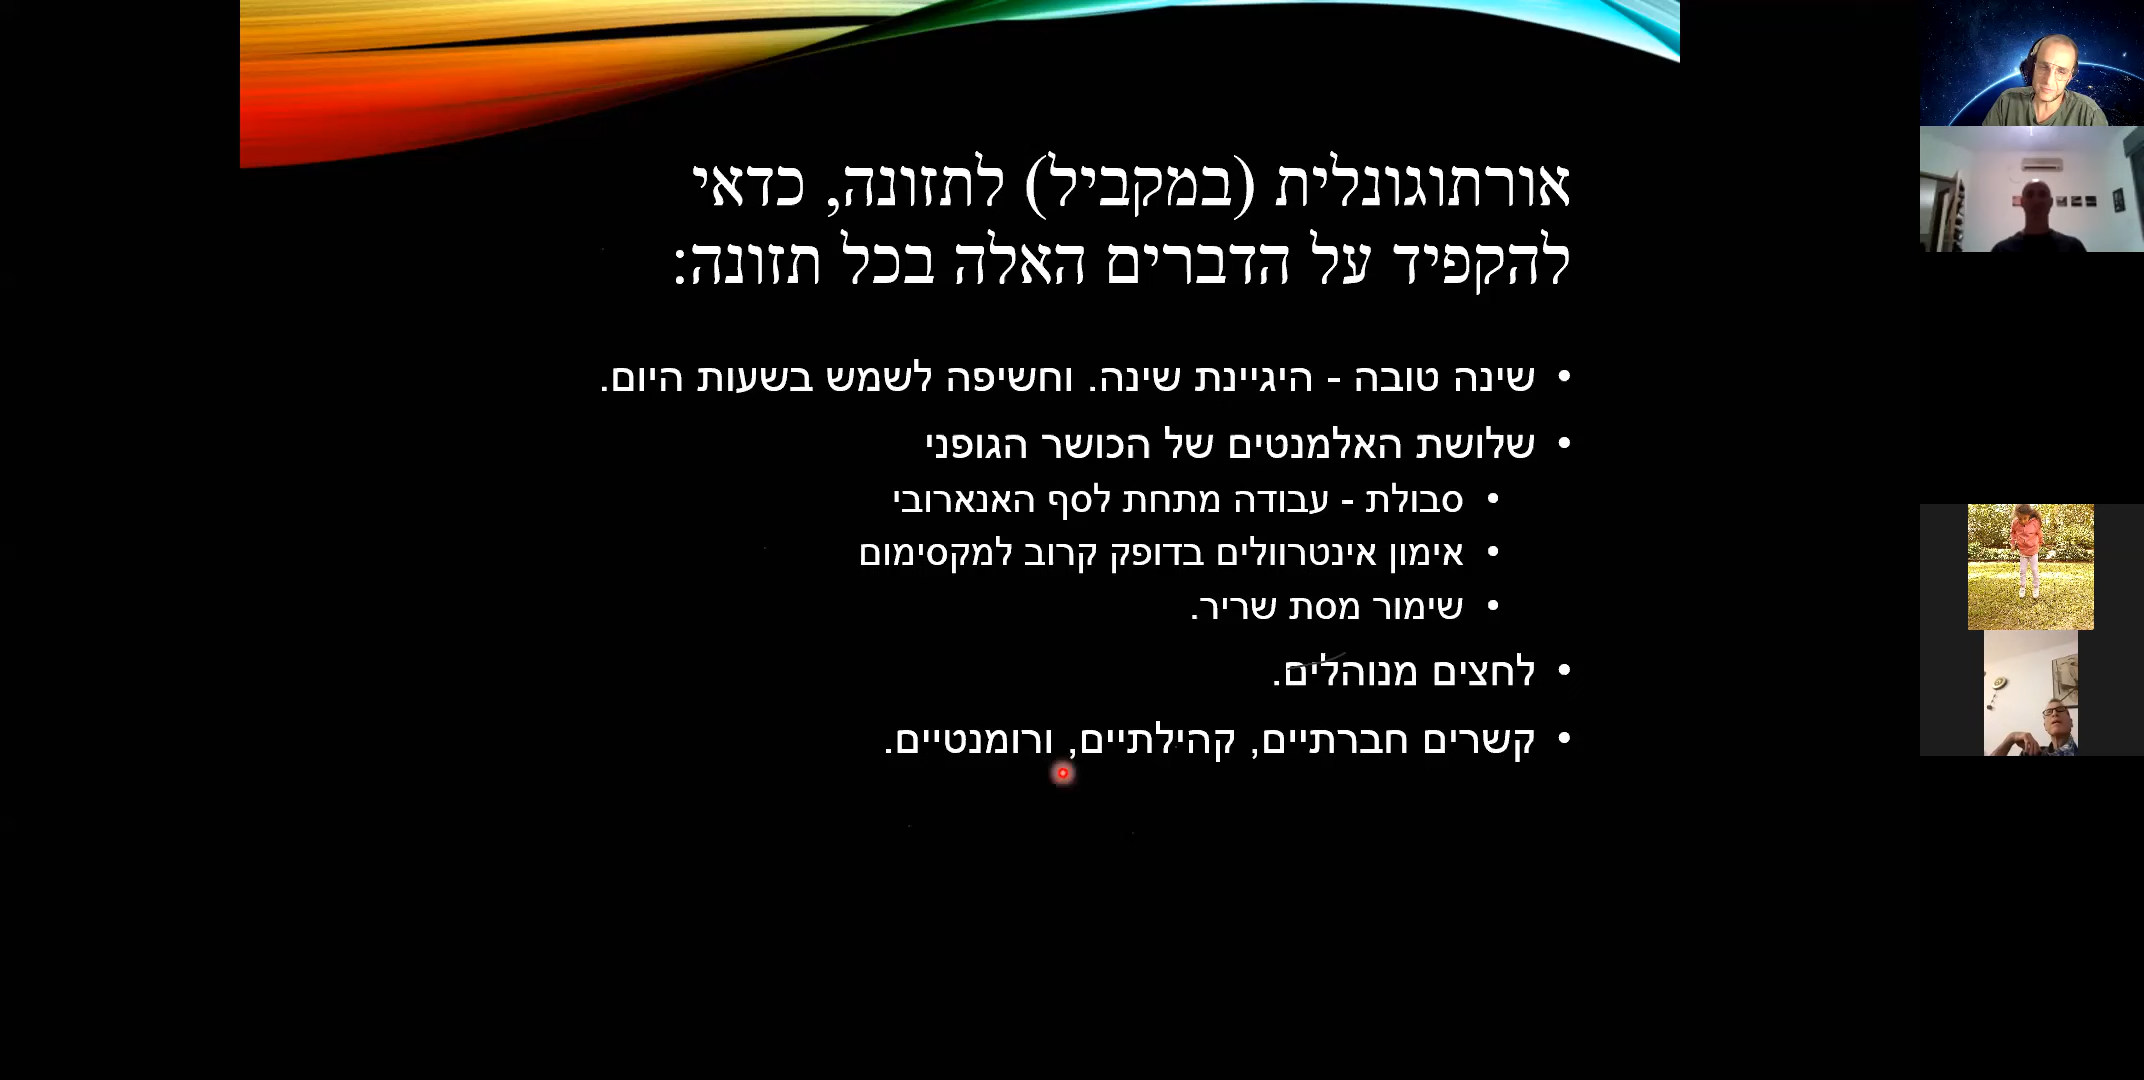 אורתוגונלית (במקביל) לתזונה, כדאי
להקפיד על הדברים האלה בכל תזונה:
• שינה טובה - היגיינת שינה. וחשיפה לשמש בשעות היום.
• שלושת האלמנטים של הכושר הגופני
• סבולת - עבודה מתחת לסף האנארובי
• אימון אינטרוולים בדופק קרוב למקסימום
• שימור מסת שריר.
• לחצים מנוהלים.
• קשרים חברתיים, קהילתיים, ורומנטיים.